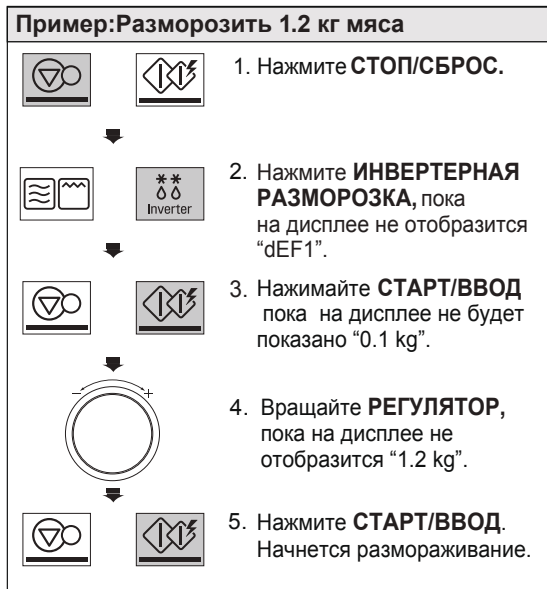 Пример:Разморозить 1.2 кг мяса
1. Нажмите СТОП/СБРОС.
2. Нажмите ИНВЕРТЕРНАЯ
РАЗМОРОЗКА, пока
на дисплее не отобразится
“dEF1”.
Inverter
3. Нажимайте СТАРТ/ВВОД
пока на дисплее не будет
показано “0.1 kg”.
4. Вращайте РЕГУЛЯТОР,
пока на дисплее не
отобразится “1.2 kg”.
- +
5. Нажмите СТАРТ/ВВОД.
Начнется размораживание.